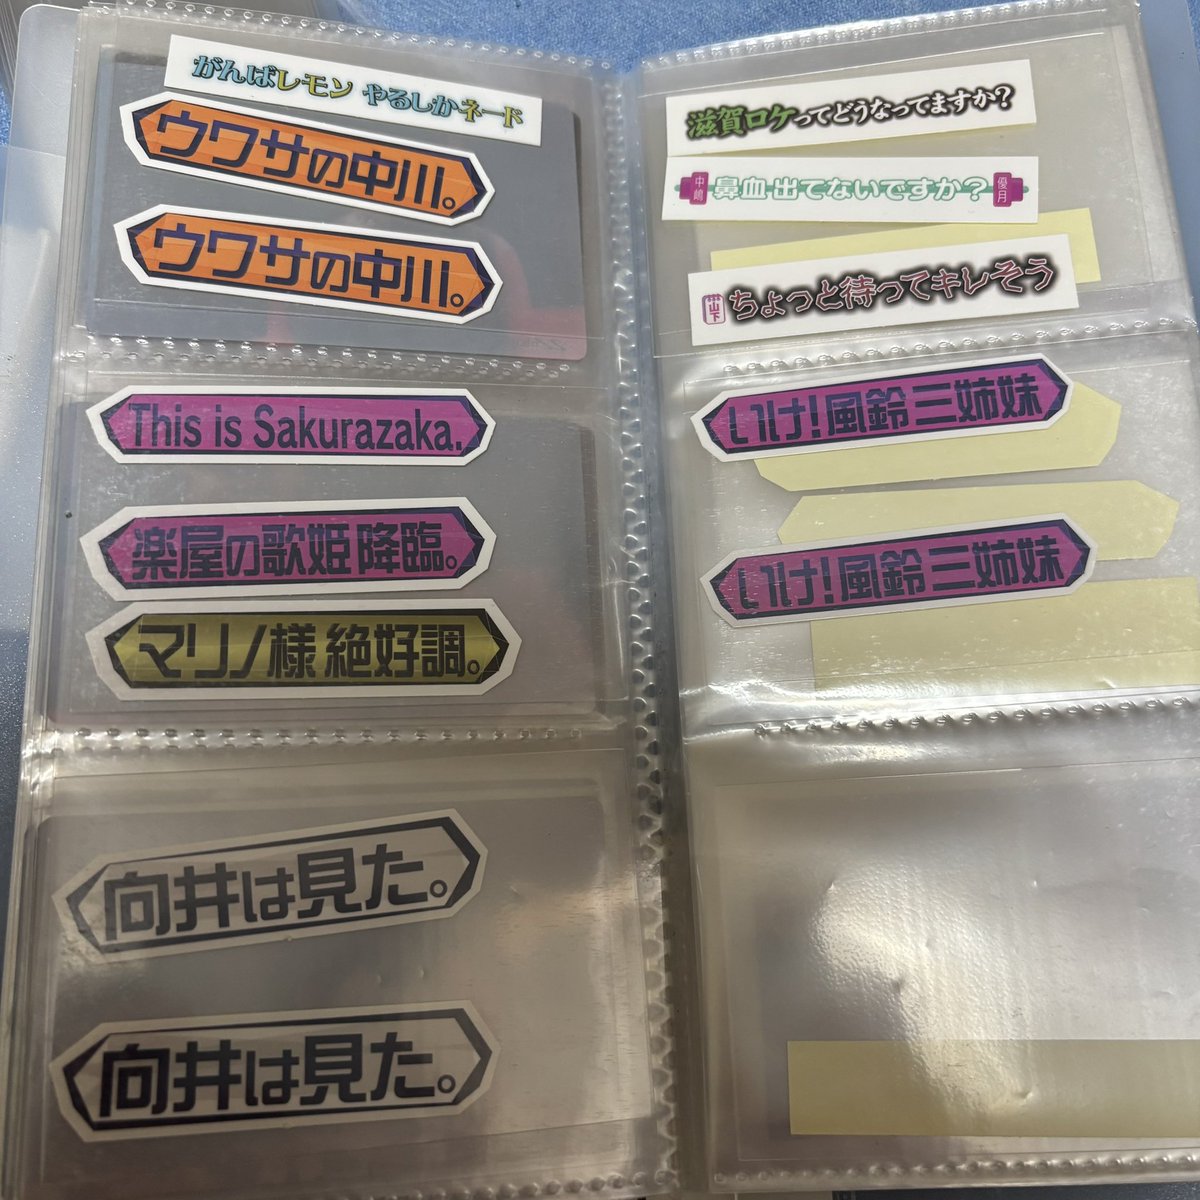 がんばレモン やるしかネード
ウワサの中川。
ウワサの中川。
This is Sakurazaka.
楽屋の歌姫 降臨。
マリノ様 絶好調。
向井は見た。
向井は見た。
滋賀ロケってどうなってますか?
中嶋 鼻血 出てないですか? 優月
山下 ちょっと待ってキレそう
いけ!風鈴 三姉妹
いけ!風鈴 三姉妹